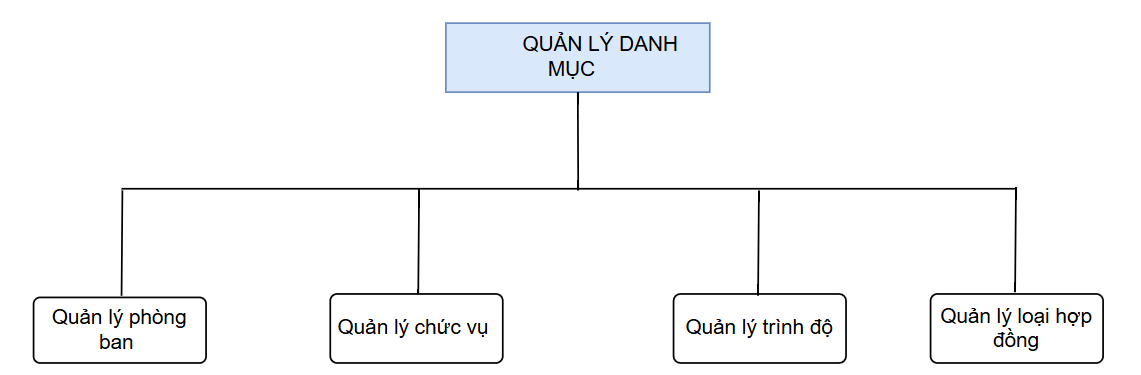 QUẢN LÝ DANH
MỤC
Quản lý phòng
ban
Quản lý chức vụ
Quản lý trình độ
Quản lý loại hợp
đồng